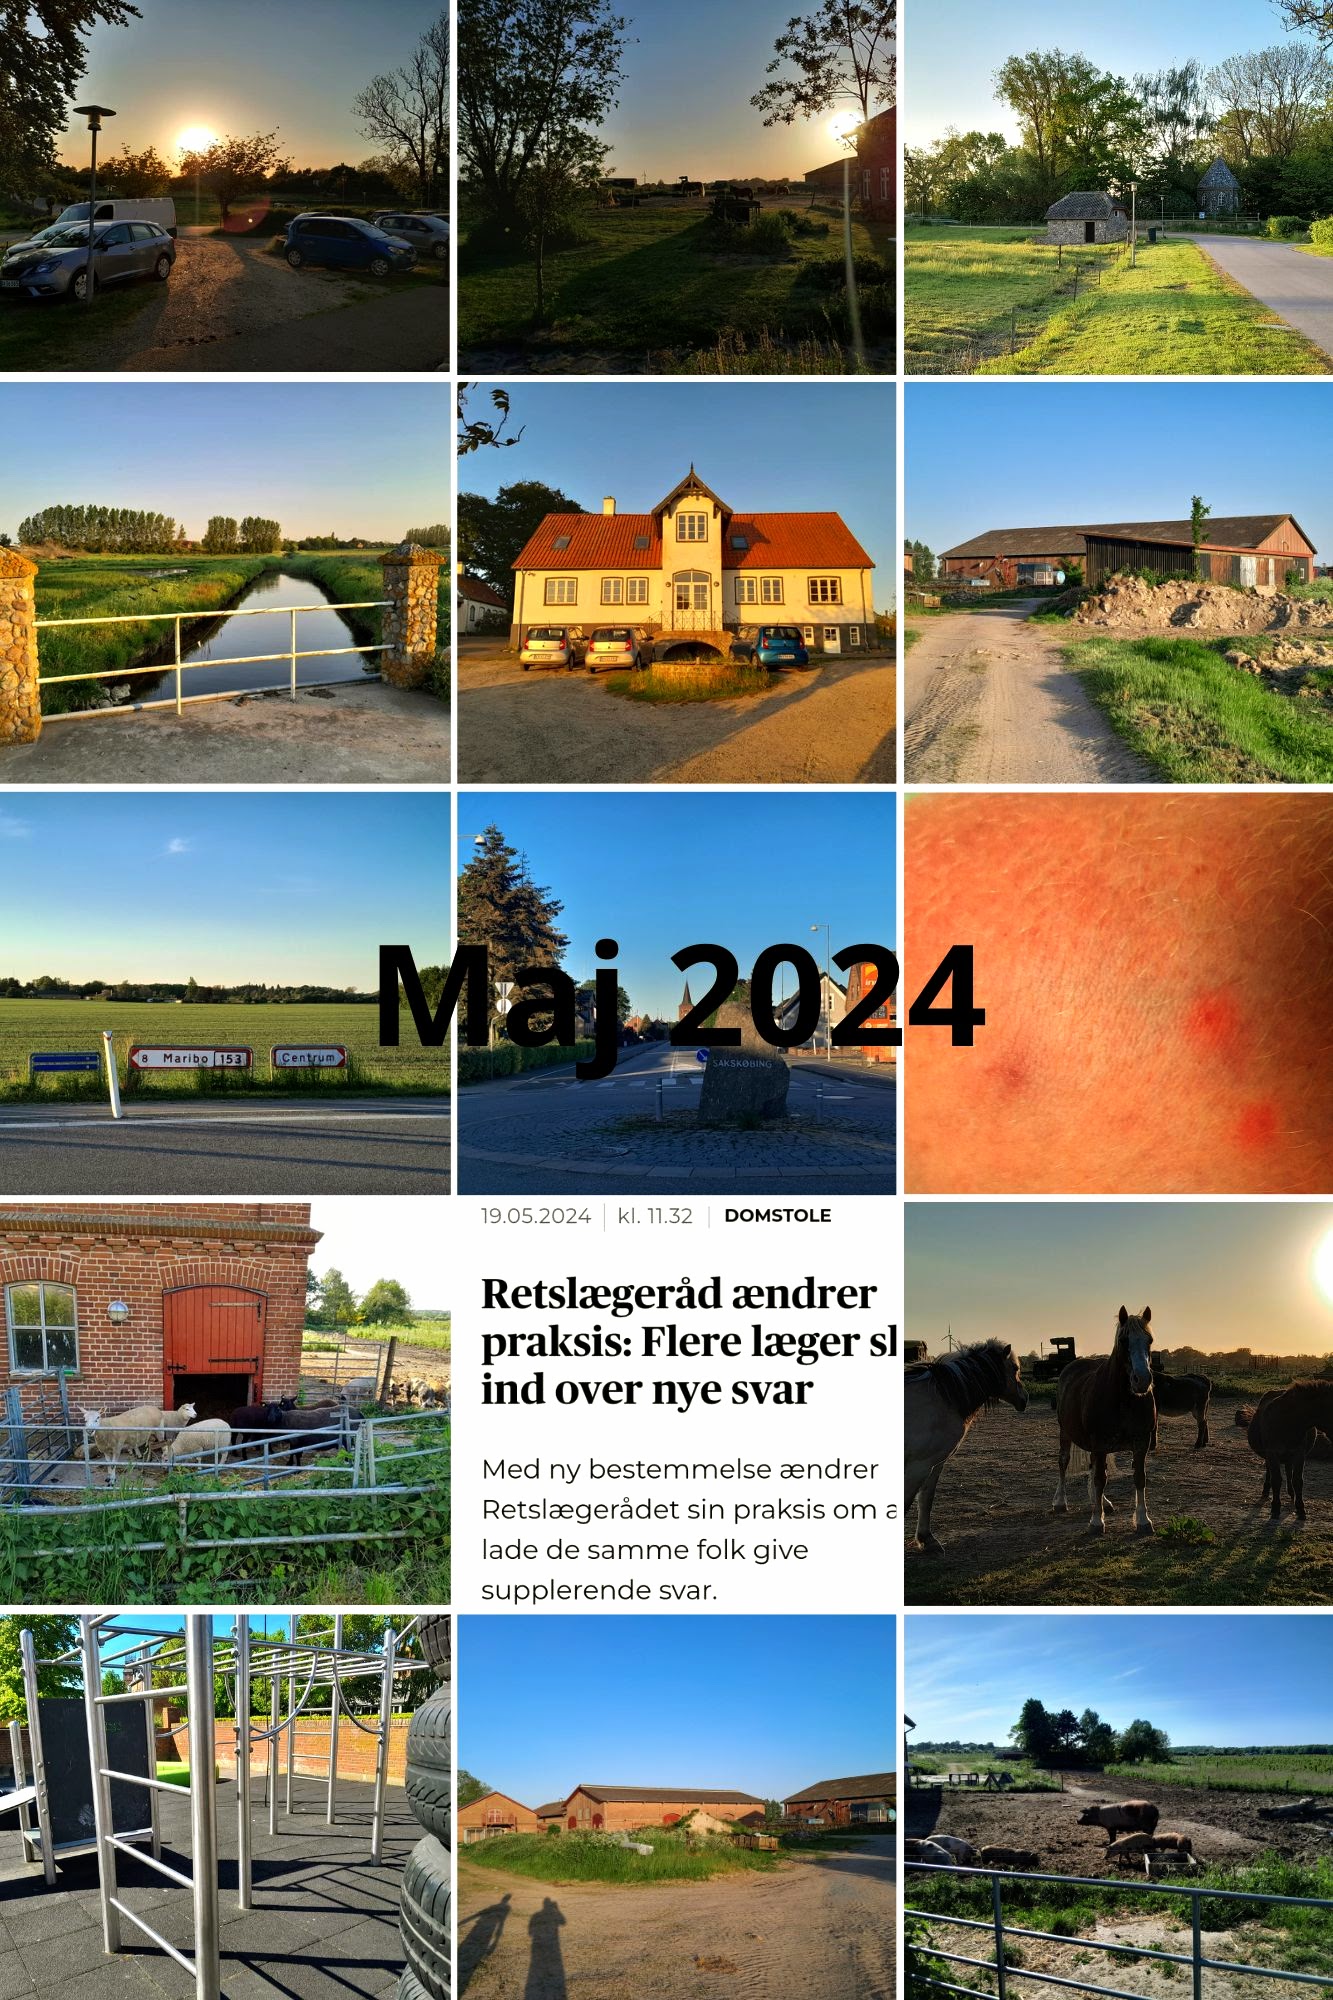 Maj 2024
8 Maribo 153
Centrum
SAKSKØBING
19.05.2024 kl. 11.32 DOMSTOLE
Retslægeråd ændrer
praksis: Flere læger sl
ind over nye svar
Med ny bestemmelse ændrer
Retslægerådet sin praksis om a
lade de samme folk give
supplerende svar.